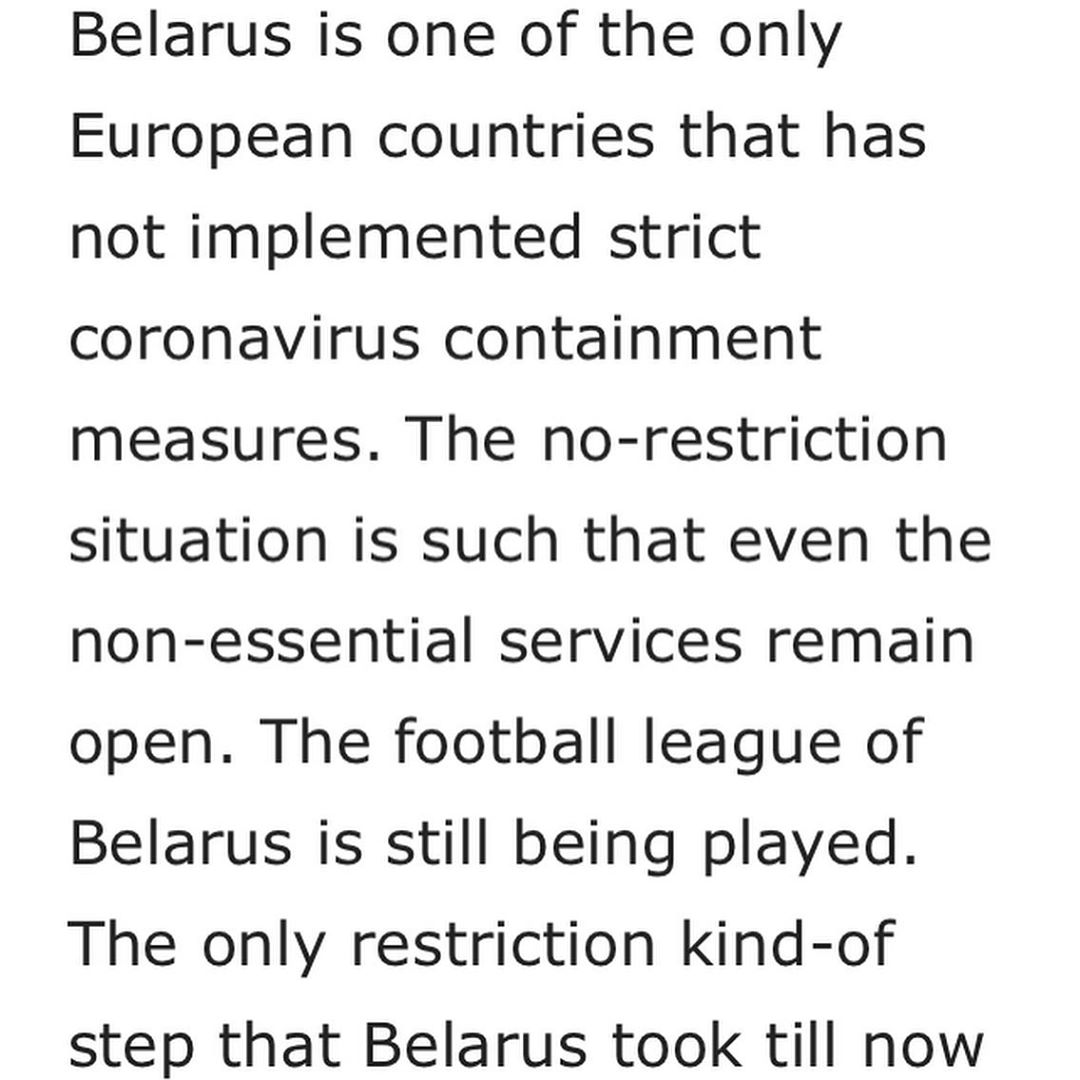 Belarus is one of the only
European countries that has
not implemented strict
coronavirus containment
measures. The no-restriction
situation is such that even the
non-essential services remain
open. The football league of
Belarus is still being played.
The only restriction kind-of
step that Belarus took till now